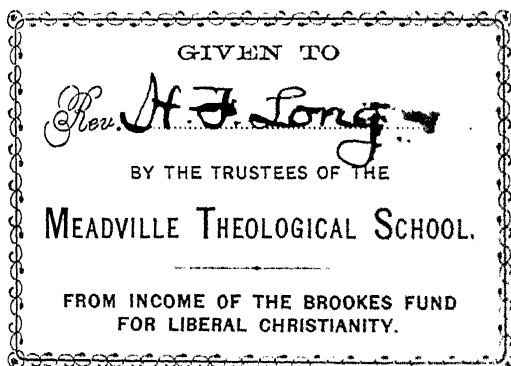 GIVEN TO
Rev. H. F. Long
BY THE TRUSTEES OF THE
MEADVILLE THEOLOGICAL SCHOOL.
FROM INCOME OF THE BROOKES FUND
FOR LIBERAL CHRISTIANITY.